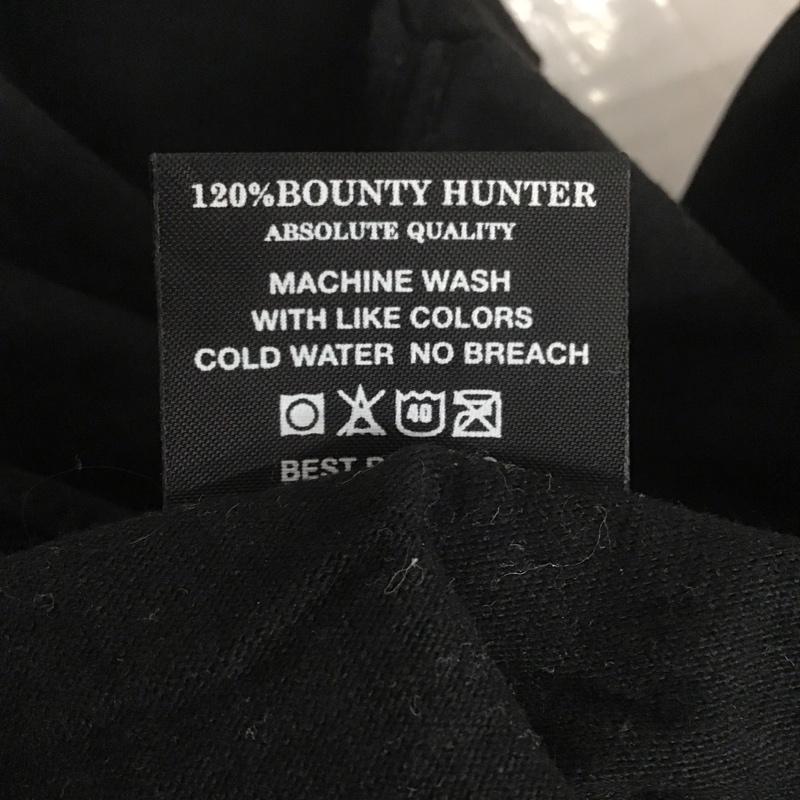 120%BOUNTY HUNTER
ABSOLUTE QUALITY
MACHINE WASH
WITH LIKE COLORS
COLD WATER NO BREACH
40
BEST